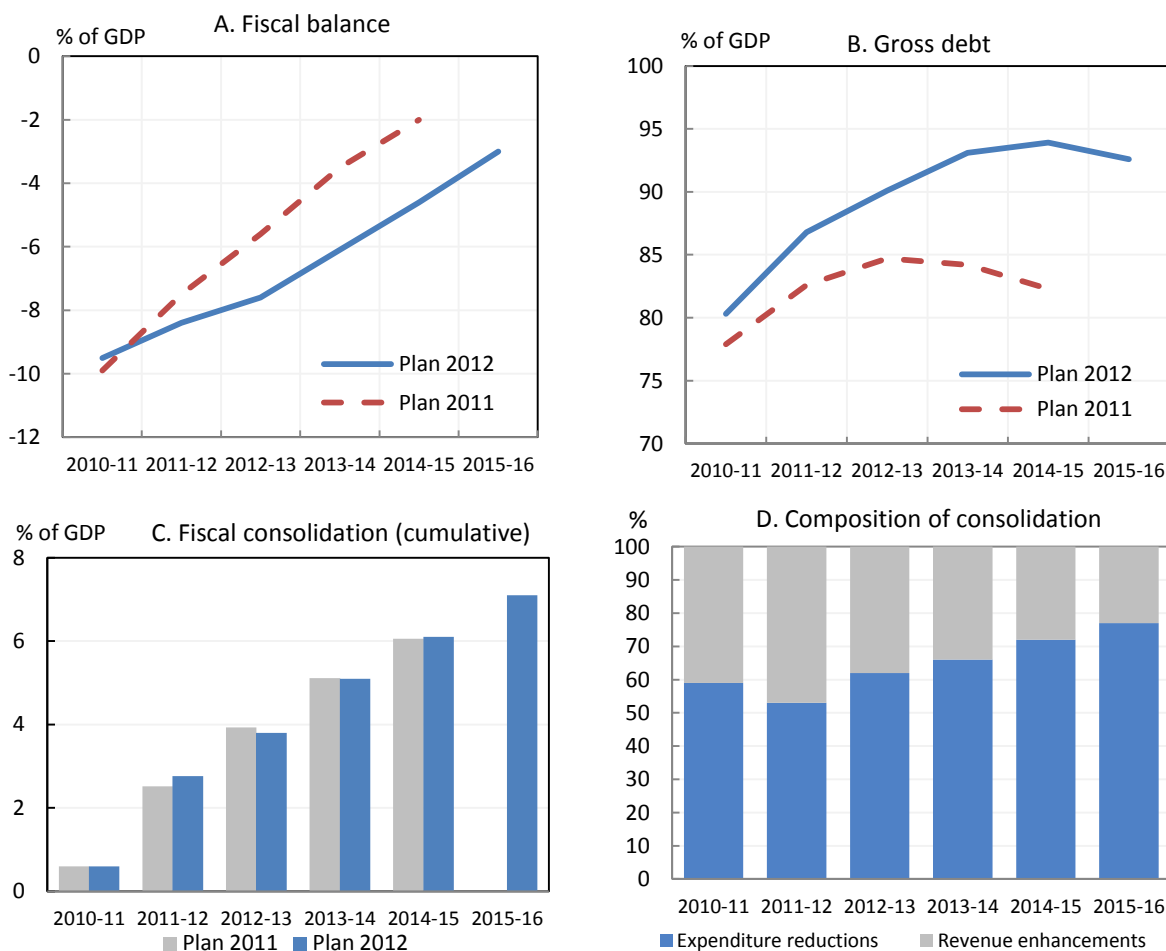 A. Fiscal balance
% of GDP
0
-2
-4
-6
-8
-10
-12
Plan 2012
Plan 2011
2010-11 2011-12 2012-13 2013-14 2014-15 2015-16
B. Gross debt
% of GDP
100
95
90
85
80
75
70
Plan 2012
Plan 2011
2010-11 2011-12 2012-13 2013-14 2014-15 2015-16
C. Fiscal consolidation (cumulative)
% of GDP
8
6
4
2
0
2010-11 2011-12 2012-13 2013-14 2014-15 2015-16
Plan 2011 Plan 2012
D. Composition of consolidation
%
100
90
80
70
60
50
40
30
20
10
0
2010-11 2011-12 2012-13 2013-14 2014-15 2015-16
Expenditure reductions Revenue enhancements